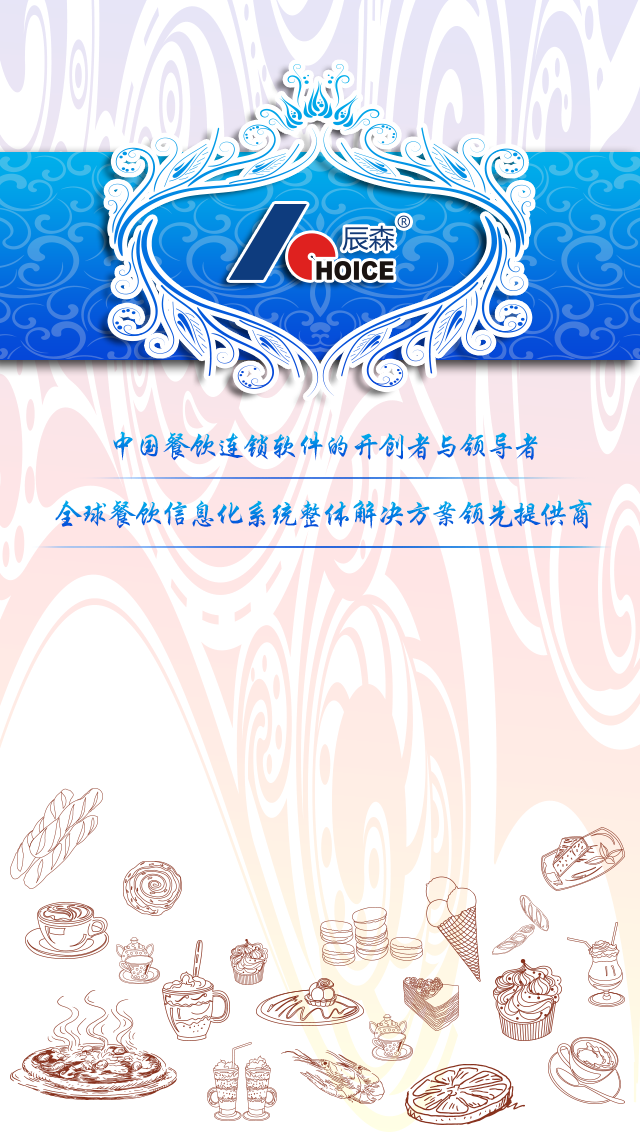 辰森®
CHOICE
中国餐饮连锁软件的开创者与领导者
全球餐饮信息化系统整体解决方案领先提供商